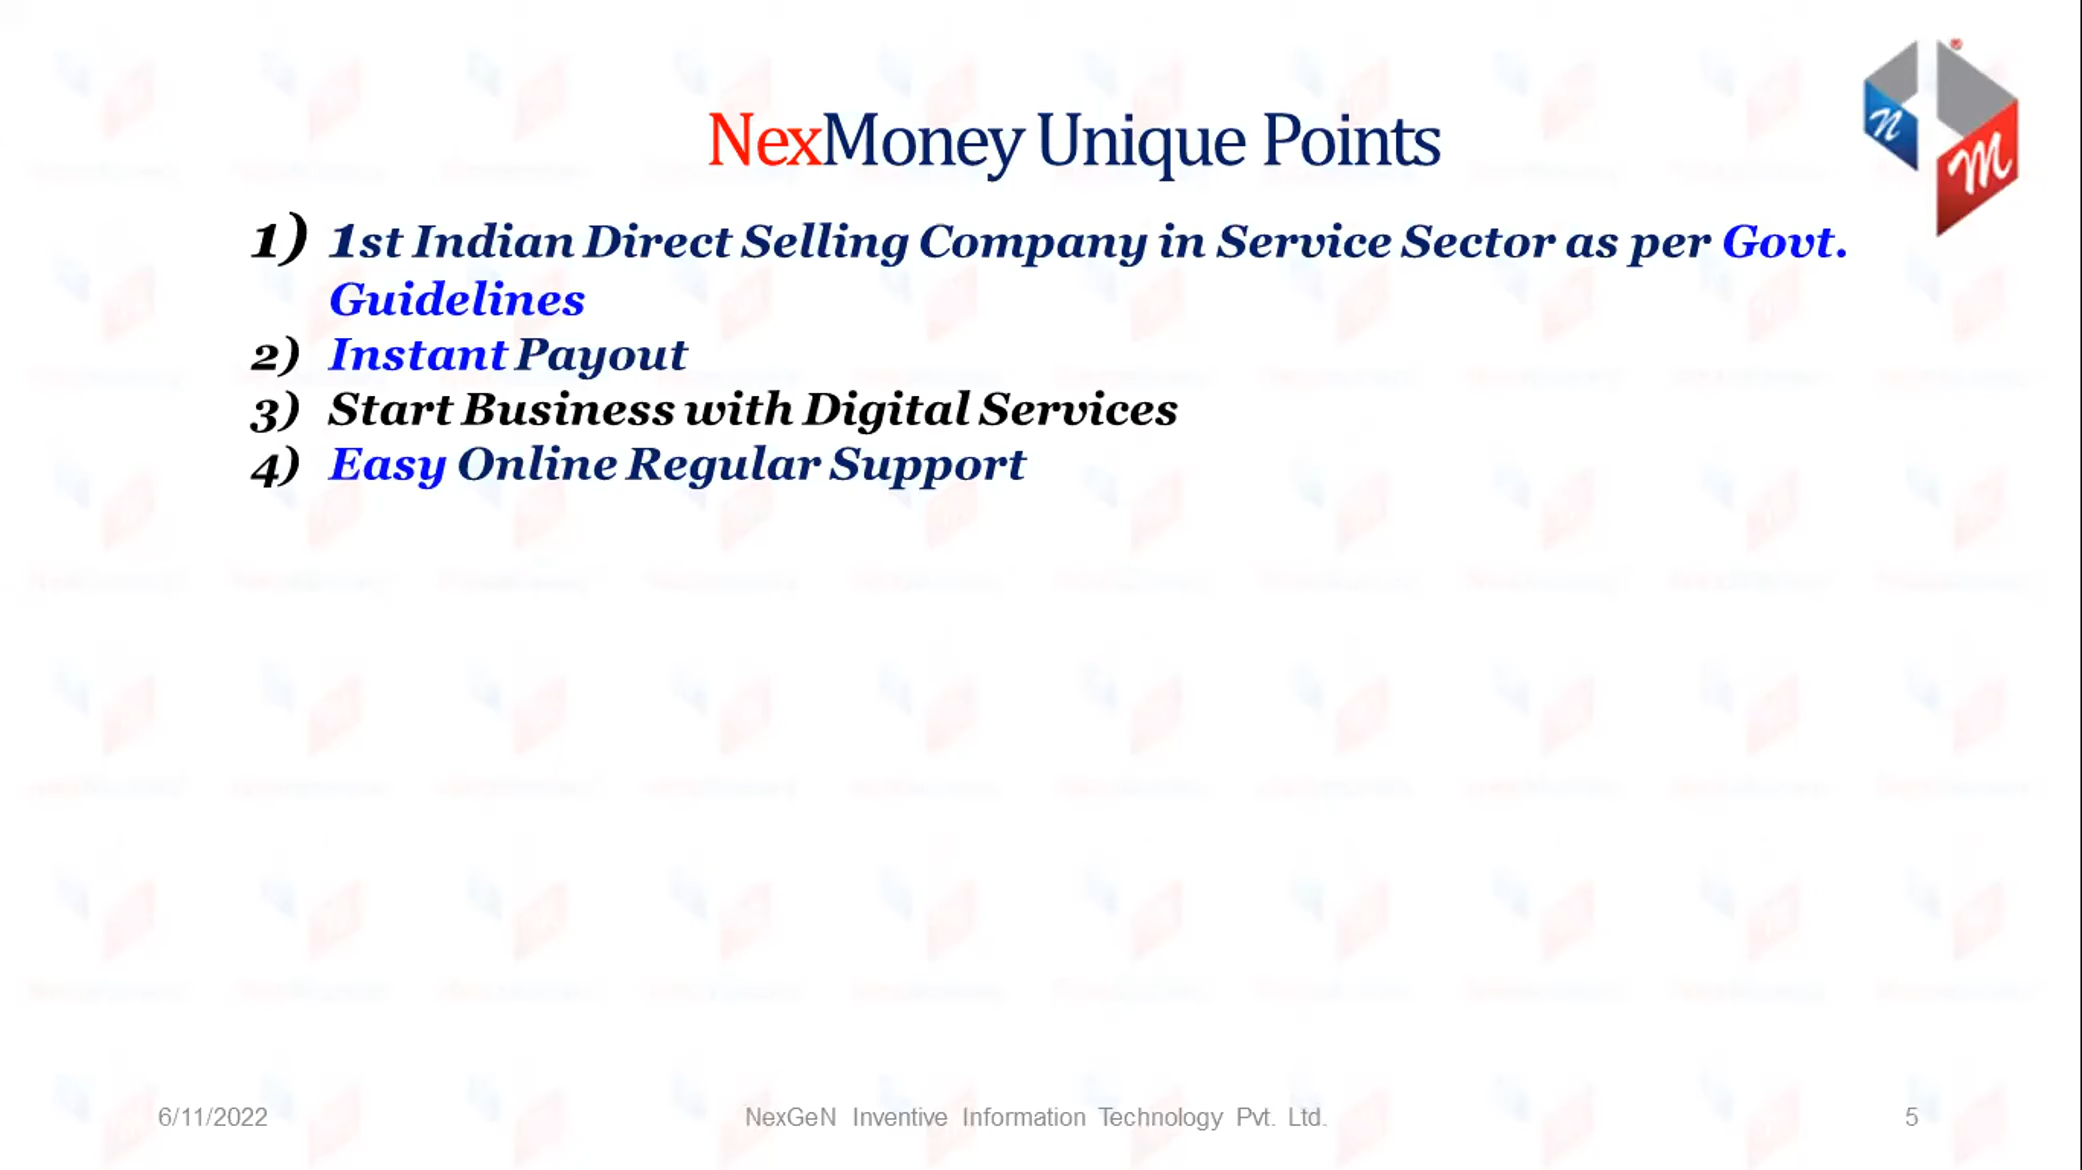 NexMoney Unique Points
n
m
1) 1st Indian Direct Selling Company in Service Sector as per Govt.
Guidelines
2) Instant Payout
3) Start Business with Digital Services
4) Easy Online Regular Support
6/11/2022
NexGeN Inventive Information Technology Pvt. Ltd.
5